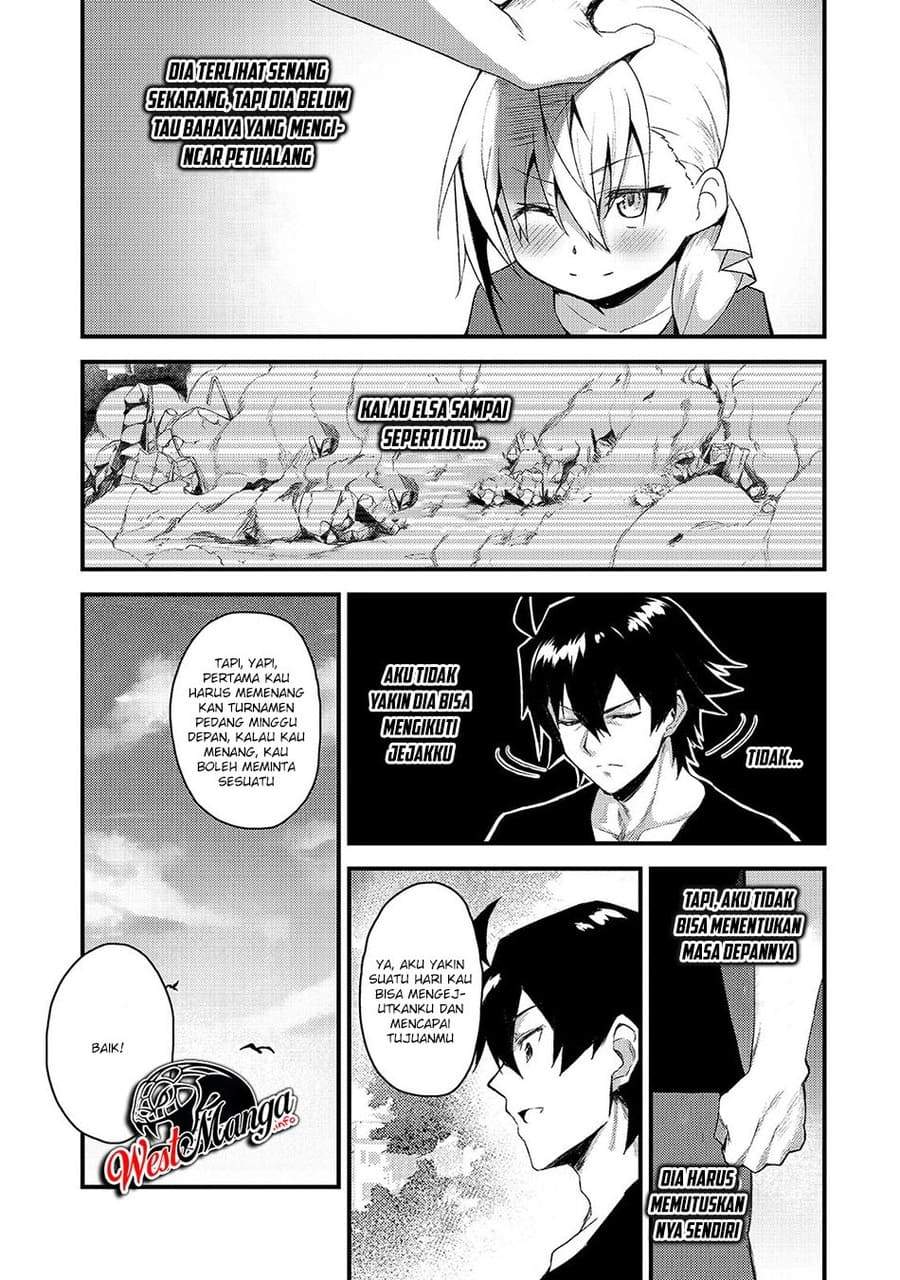 DIA TERLIHAT SENANG
SEKARANG, TAPI DIA BELUM
TAU BAHAYA YANG MENGI-
NCAR PETUALANG
KALAU ELSA SAMPAI
SEPERTI ITU...
TIDAK...
AKU TIDAK
YAKIN DIA BISA
MENGIKUTI
JEJAKKU
TAPI, AKU TIDAK
BISA MENENTUKAN
MASA DEPANNYA
DIA HARUS
MEMUTUSKAN
NYA SENDIRI
YA, AKU YAKIN
SUATU HARI KAU
BISA MENGEJ-
UTKANKU DAN
MENCAPAI
TUJUANMU
TAPI, YAPI,
PERTAMA KAU
HARUS MEMENANG
KAN TURNAMEN
PEDANG MINGGU
DEPAN, KALAU KAU
MENANG, KAU
BOLEH MEMINTA
SESUATU
BAIK!
WestManga
.info